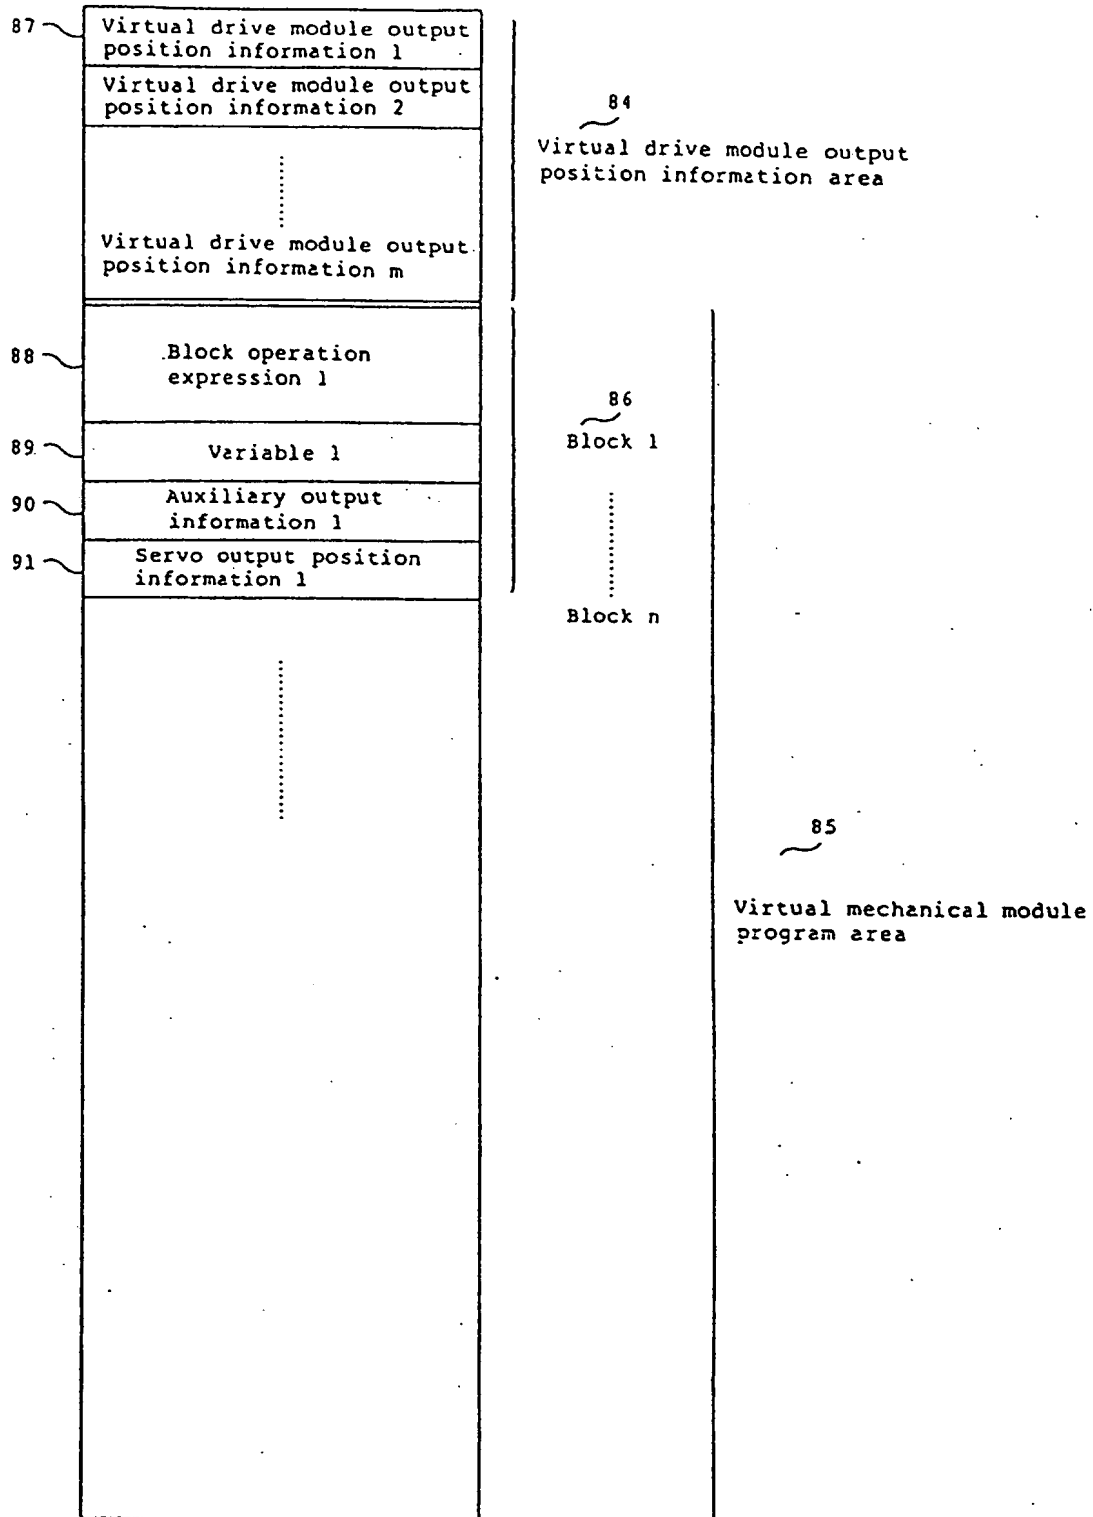 87
Virtual drive module output
position information 1
Virtual drive module output
position information 2
84
Virtual drive module output
position information area
Virtual drive module output
position information m
88
Block operation
expression 1
86
Block 1
89
Variable 1
90
Auxiliary output
information 1
91
Servo output position
information 1
Block n
85
Virtual mechanical module
program area